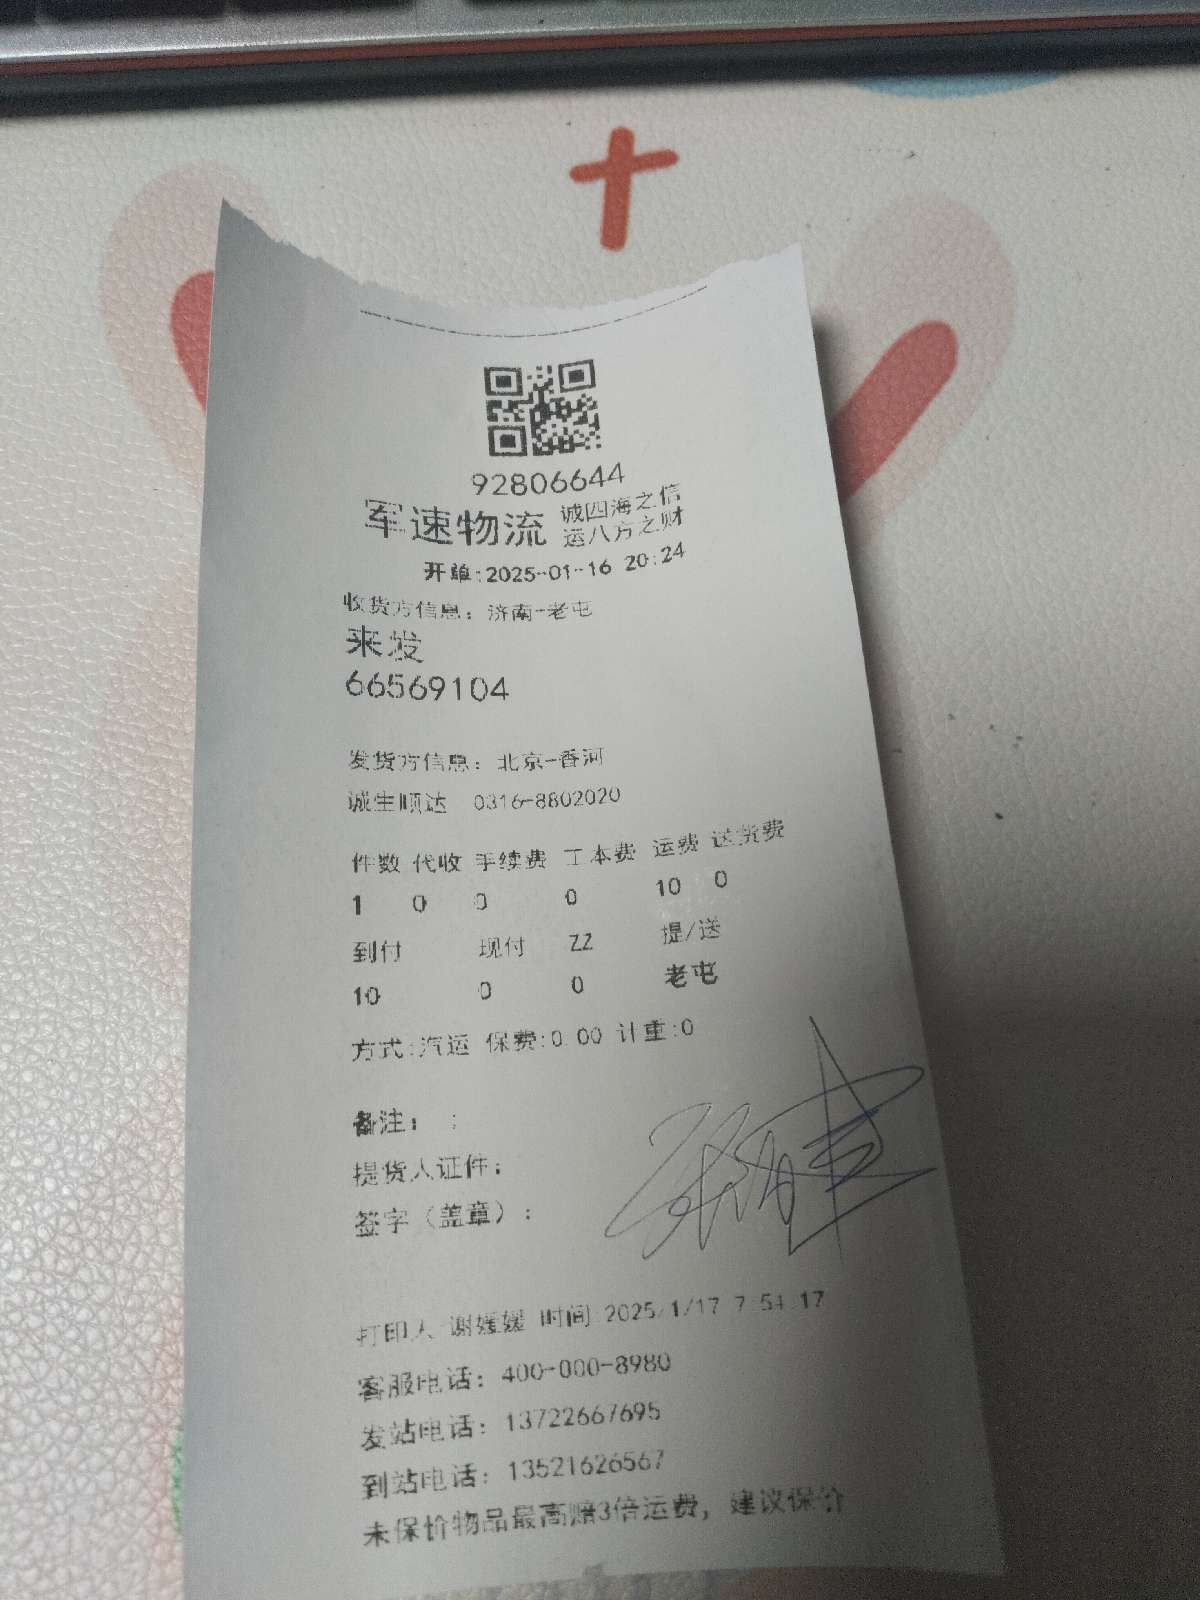 92806644
军速物流 诚四海之信
运八方之财
开单:2025-01-16 20:24
收货方信息：济南-老屯
来发
66569104
发货方信息：北京-香河
诚生顺达 0316-8802020
件数 代收 手续费 工本费 运费 送货费
1 0 0 0 10 0
到付 现付 ZZ 提/送
10 0 0 老屯
方式:汽运 保费:0.00 计重:0
备注： :
提货人证件：
签字（盖章）：
打印人 谢媛媛 时间:2025/1/17 7:54:17
客服电话：400-000-8980
发站电话：13722667695
到站电话：13521626567
未保价物品最高赔3倍运费，建议保价